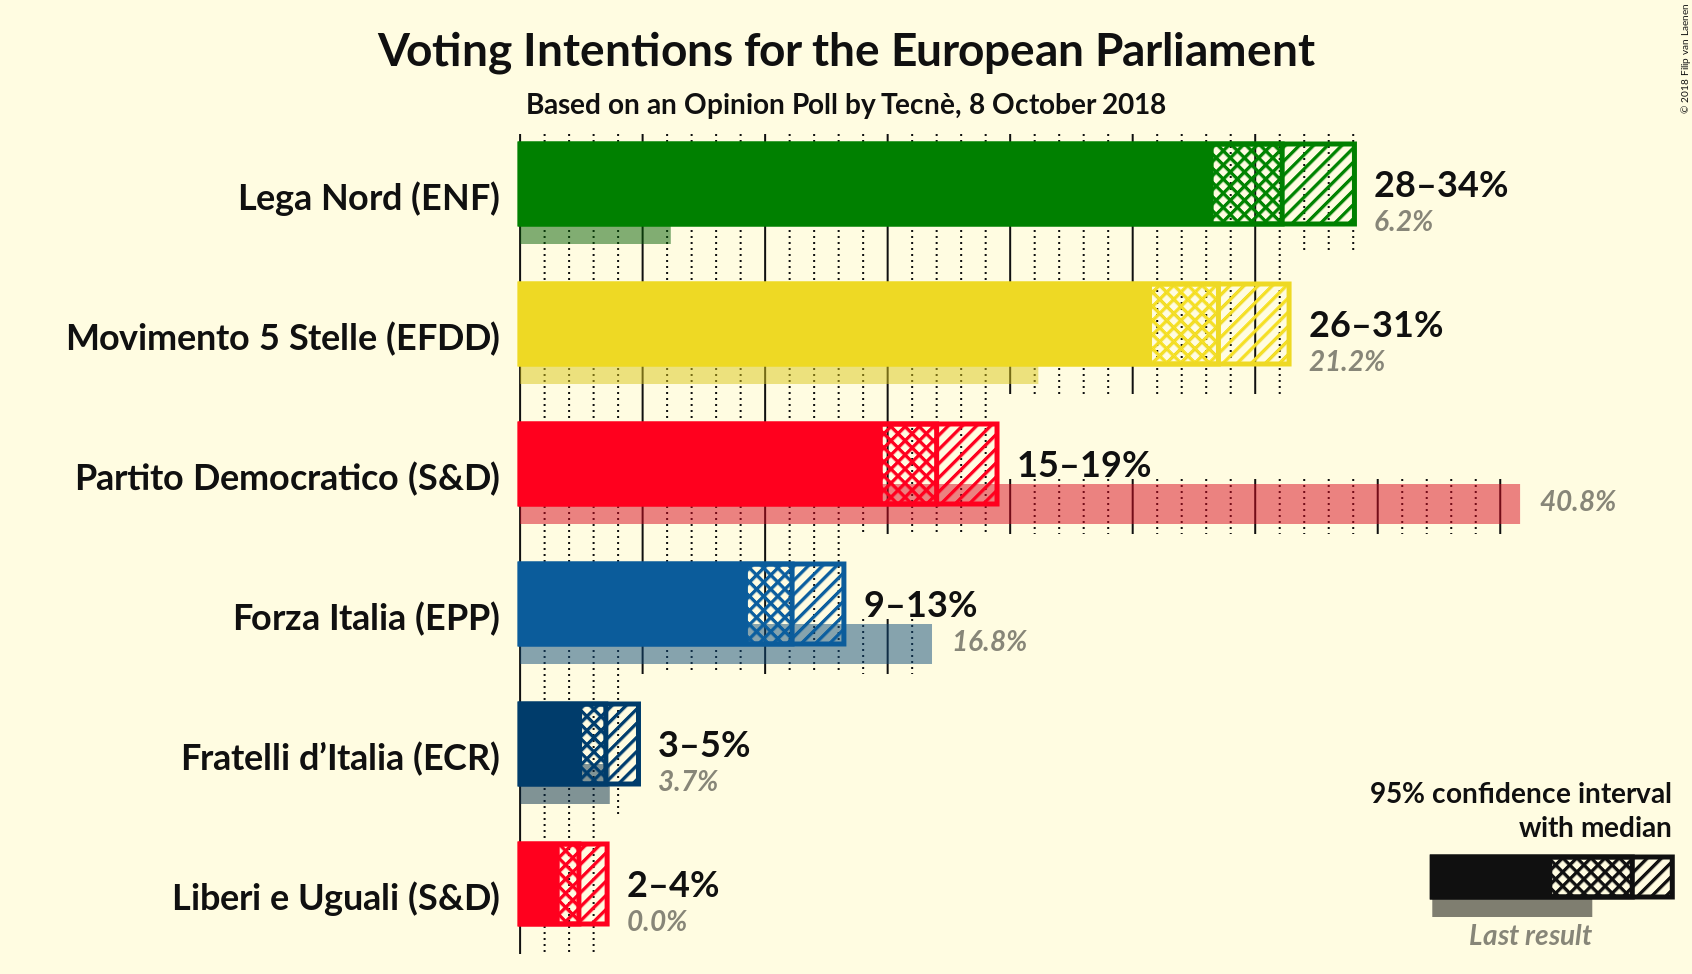 Voting Intentions for the European Parliament
Based on an Opinion Poll by Tecnè, 8 October 2018
© 2018 Filip van Laenen
Lega Nord (ENF)
28–34%
6.2%
Movimento 5 Stelle (EFDD)
26–31%
21.2%
Partito Democratico (S&D)
15–19%
40.8%
Forza Italia (EPP)
9–13%
16.8%
Fratelli d’Italia (ECR)
3–5%
3.7%
Liberi e Uguali (S&D)
2–4%
0.0%
95% confidence interval
with median
Last result